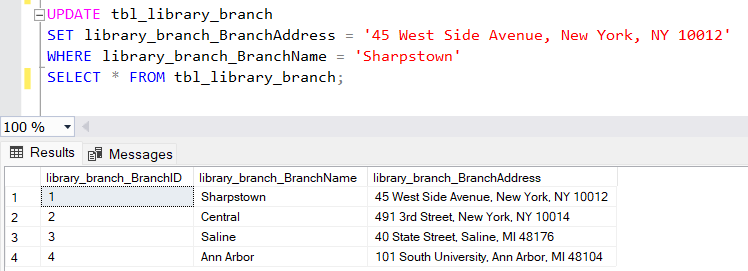 UPDATE tbl_library_branch
SET library_branch_BranchAddress = '45 West Side Avenue, New York, NY 10012'
WHERE library_branch_BranchName = 'Sharpstown'
SELECT * FROM tbl_library_branch;
100 %
Results Messages
library_branch_BranchID library_branch_BranchName library_branch_BranchAddress
1 1 Sharpstown 45 West Side Avenue, New York, NY 10012
2 2 Central 491 3rd Street, New York, NY 10014
3 3 Saline 40 State Street, Saline, MI 48176
4 4 Ann Arbor 101 South University, Ann Arbor, MI 48104